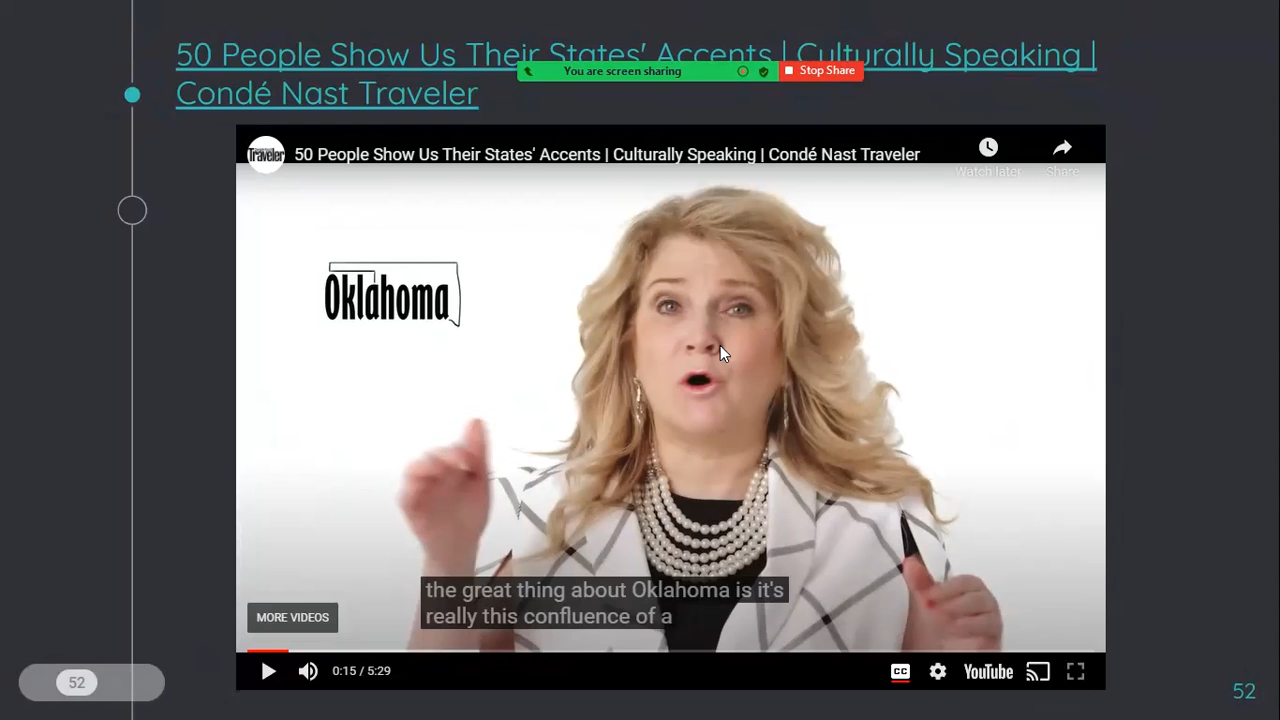 50 People Show Us Their States' Accents | Culturally Speaking |
Condé Nast Traveler
You are screen sharing
Stop Share
Traveler
50 People Show Us Their States' Accents | Culturally Speaking | Condé Nast Traveler
Watch later
Share
Oklahoma
the great thing about Oklahoma is it's
really this confluence of a
MORE VIDEOS
0:15 / 5:29
CC
YouTube
52
52